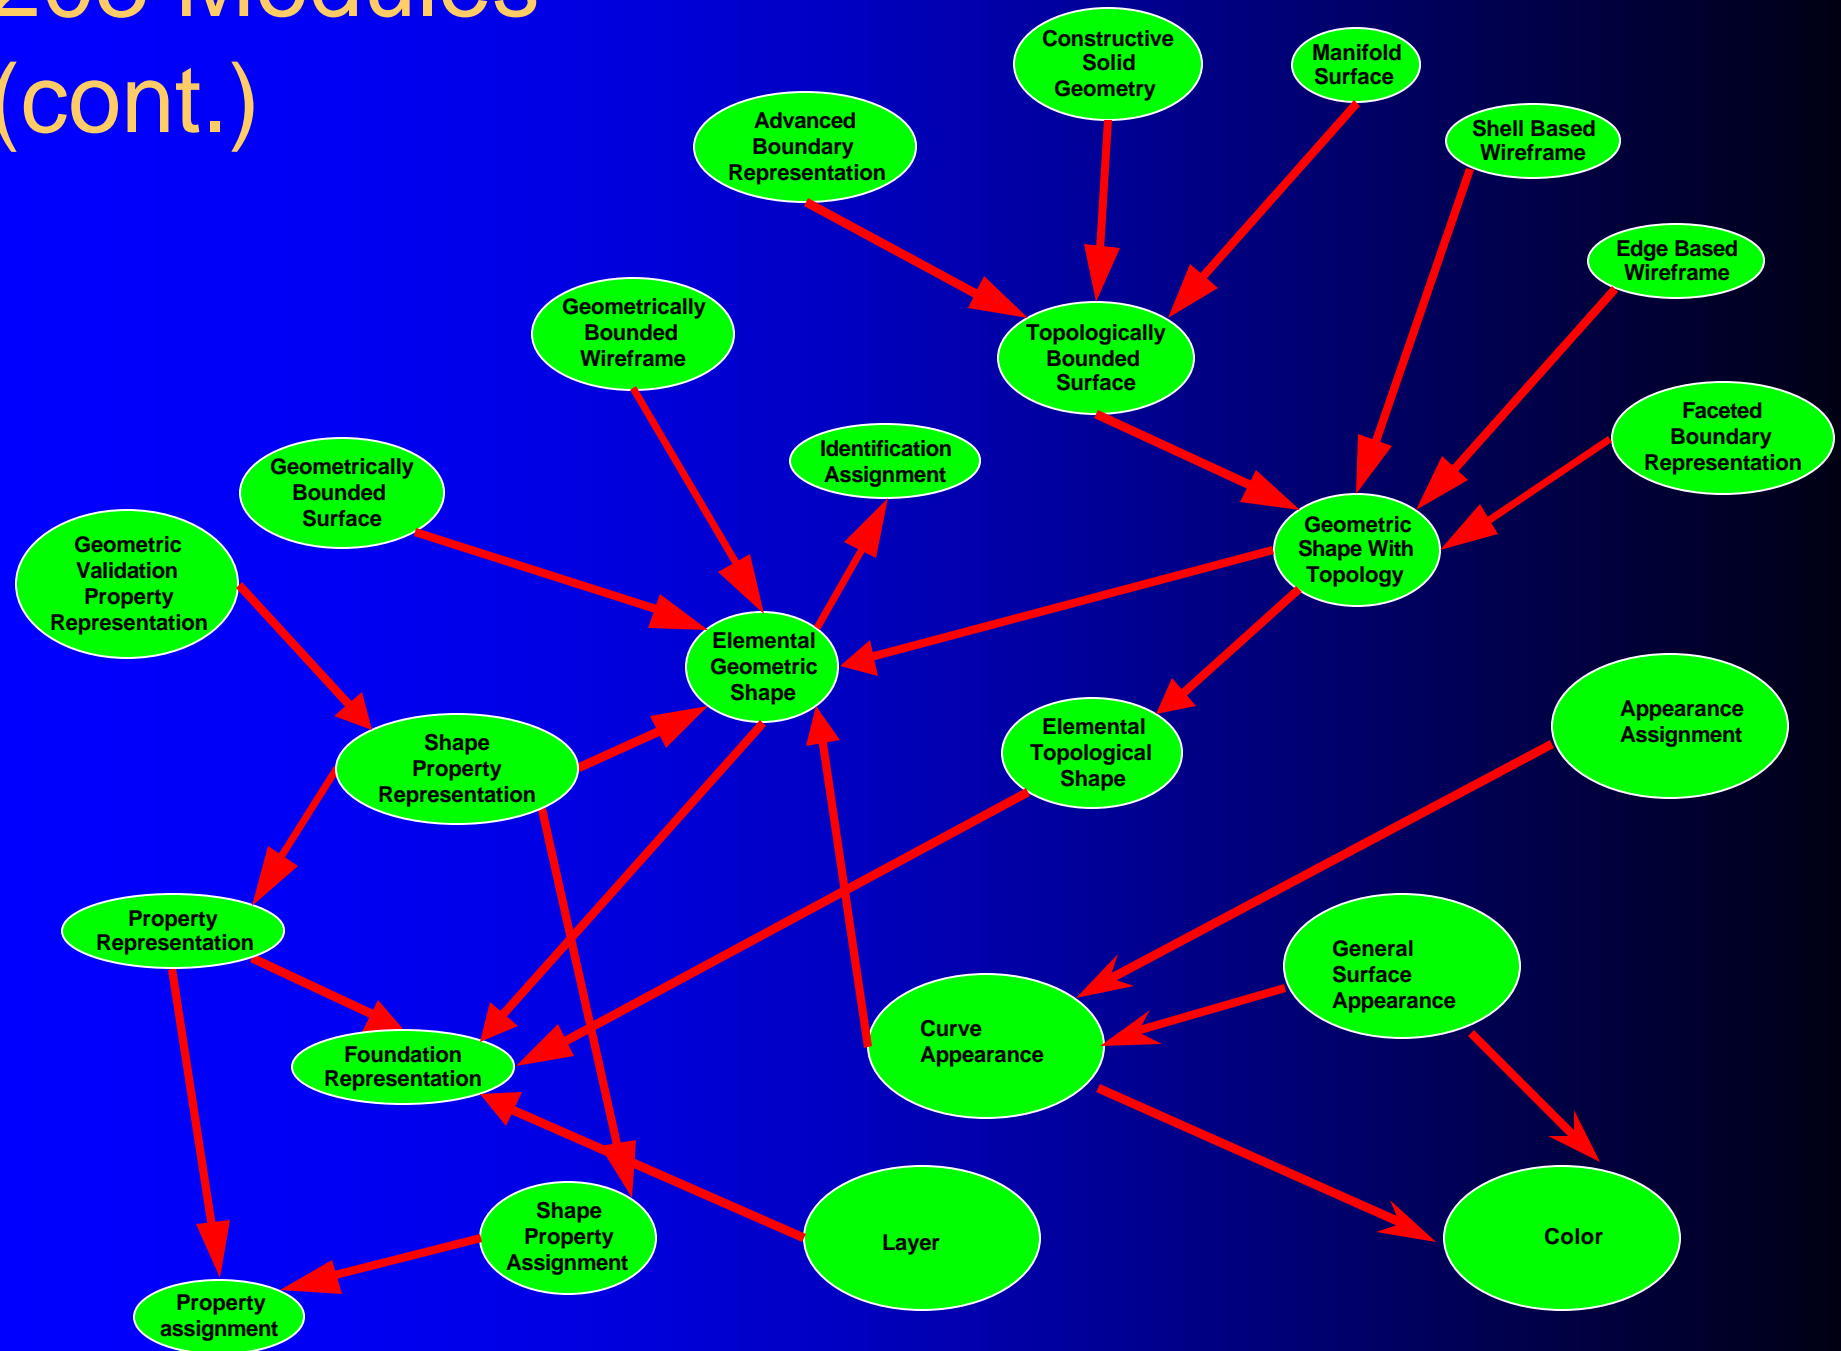 203 Modules
(cont.)
Constructive
Solid
Geometry
Manifold
Surface
Advanced
Boundary
Representation
Shell Based
Wireframe
Edge Based
Wireframe
Geometrically
Bounded
Wireframe
Topologically
Bounded
Surface
Faceted
Boundary
Representation
Identification
Assignment
Geometrically
Bounded
Surface
Geometric
Validation
Property
Representation
Geometric
Shape With
Topology
Elemental
Geometric
Shape
Elemental
Topological
Shape
Appearance
Assignment
Shape
Property
Representation
Property
Representation
General
Surface
Appearance
Curve
Appearance
Foundation
Representation
Shape
Property
Assignment
Layer
Color
Property
assignment